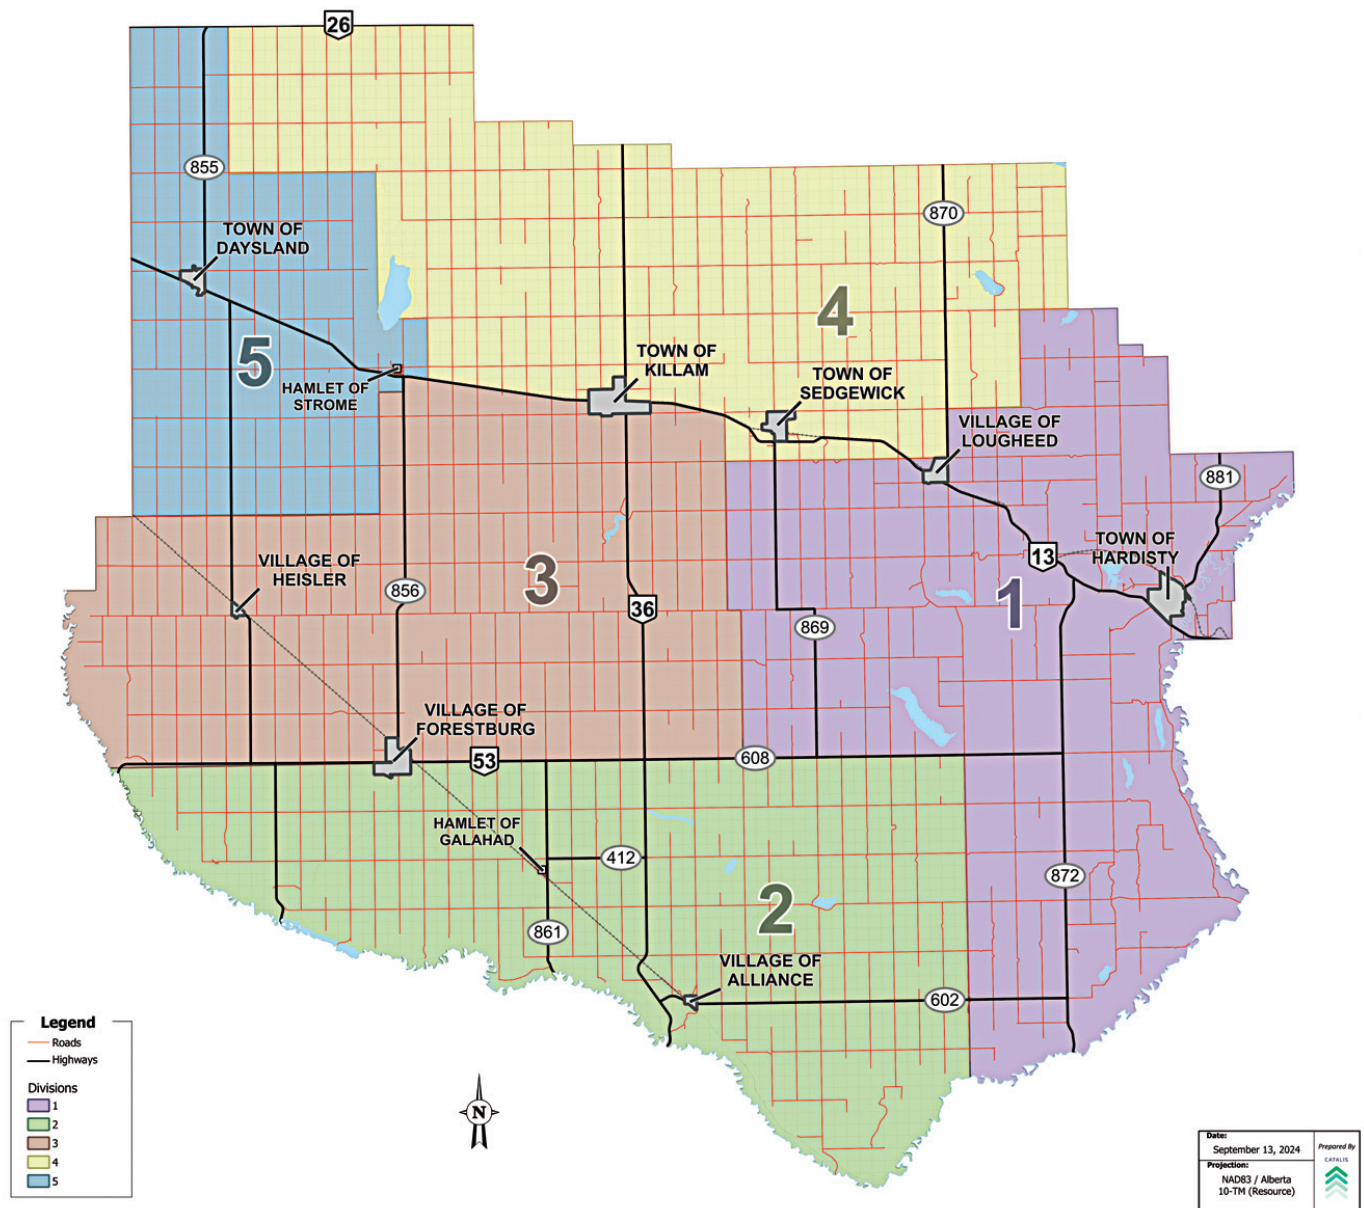 26
855
TOWN OF
DAYSLAND
870
4
5
TOWN OF
KILLAM
TOWN OF
SEDGEWICK
HAMLET OF
STROME
VILLAGE OF
LOUGHEED
881
TOWN OF
HARDISTY
13
VILLAGE OF
HEISLER
3
856
36
1
869
VILLAGE OF
FORESTBURG
53
608
HAMLET OF
GALAHAD
412
872
2
861
VILLAGE OF
ALLIANCE
602
Legend
Roads
Highways
Divisions
1
2
3
4
5
N
Date:
September 13, 2024
Projection:
NAD83 / Alberta
10-TM (Resource)
Prepared By
CATALIS